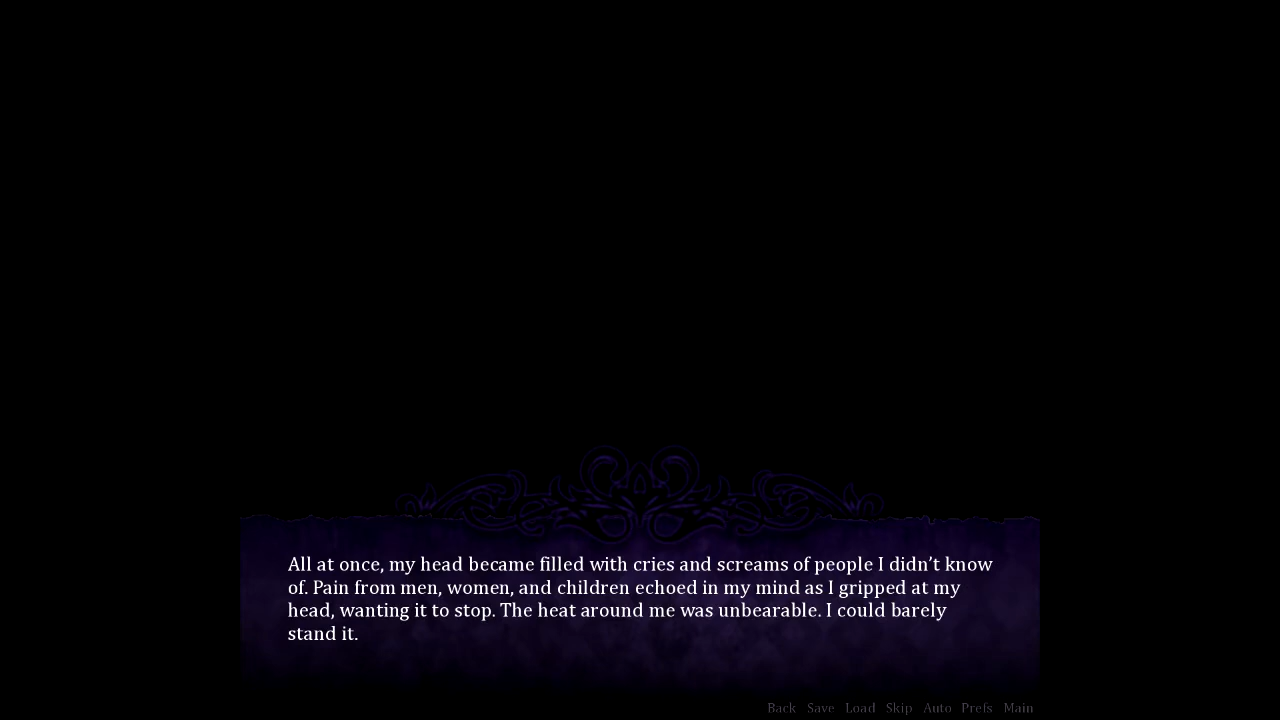 All at once, my head became filled with cries and screams of people I didn’t know
of. Pain from men, women, and children echoed in my mind as I gripped at my
head, wanting it to stop. The heat around me was unbearable. I could barely
stand it.
Back Save Load Skip Auto Prefs Main